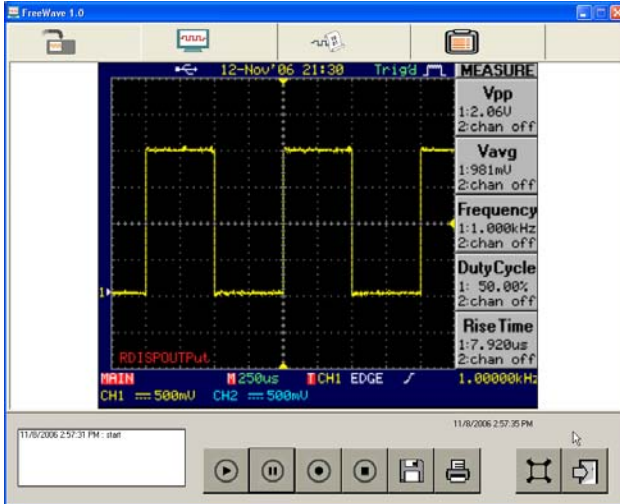 FreeWave 1.0
12-Nov'06 21:30 Trig'd MEASURE
Vpp
1:2.06V
2:chan off
Vavg
1:981mV
2:chan off
Frequency
1:1.000kHz
2:chan off
DutyCycle
1: 50.00%
2:chan off
RiseTime
1:7.920us
2:chan off
1
RDISPOUTPut
MAIN M 250us T CH1 EDGE 1.00000kHz
CH1 500mV CH2 500mV
11/8/2006 2:57:35 PM
11/8/2006 2:57:31 PM : start